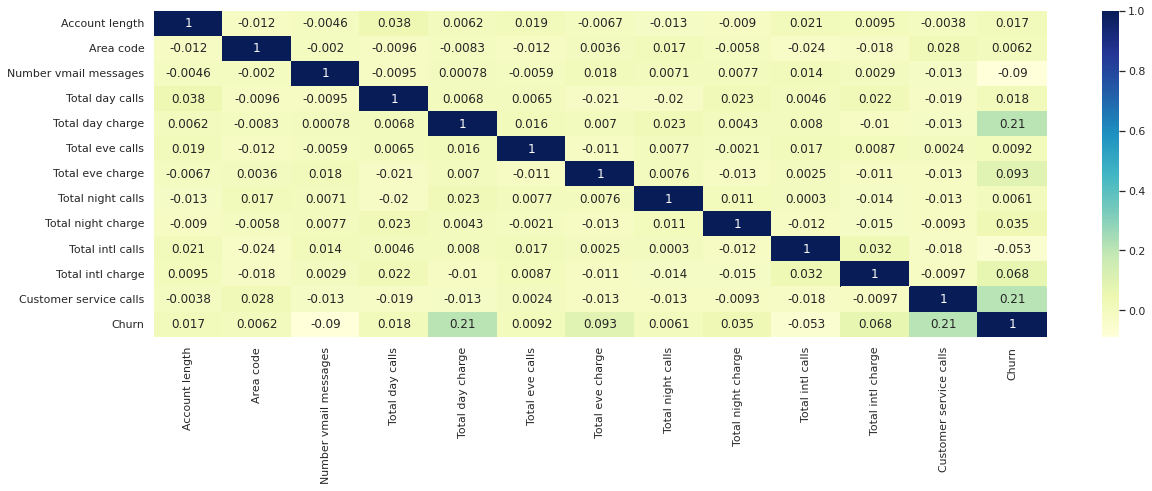 Account length 1 -0.012 -0.0046 0.038 0.0062 0.019 -0.0067 -0.013 -0.009 0.021 0.0095 -0.0038 0.017
Area code -0.012 1 -0.002 -0.0096 -0.0083 -0.012 0.0036 0.017 -0.0058 -0.024 -0.018 0.028 0.0062
Number vmail messages -0.0046 -0.002 1 -0.0095 0.00078 -0.0059 0.018 0.0071 0.0077 0.014 0.0029 -0.013 -0.09
Total day calls 0.038 -0.0096 -0.0095 1 0.0068 0.0065 -0.021 -0.02 0.023 0.0046 0.022 -0.019 0.018
Total day charge 0.0062 -0.0083 0.00078 0.0068 1 0.016 0.007 0.023 0.0043 0.008 -0.01 -0.013 0.21
Total eve calls 0.019 -0.012 -0.0059 0.0065 0.016 1 -0.011 0.0077 -0.0021 0.017 0.0087 0.0024 0.0092
Total eve charge -0.0067 0.0036 0.018 -0.021 0.007 -0.011 1 0.0076 -0.013 0.0025 -0.011 -0.013 0.093
Total night calls -0.013 0.017 0.0071 -0.02 0.023 0.0077 0.0076 1 0.011 0.0003 -0.014 -0.013 0.0061
Total night charge -0.009 -0.0058 0.0077 0.023 0.0043 -0.0021 -0.013 0.011 1 -0.012 -0.015 -0.0093 0.035
Total intl calls 0.021 -0.024 0.014 0.0046 0.008 0.017 0.0025 0.0003 -0.012 1 0.032 -0.018 -0.053
Total intl charge 0.0095 -0.018 0.0029 0.022 -0.01 0.0087 -0.011 -0.014 -0.015 0.032 1 -0.0097 0.068
Customer service calls -0.0038 0.028 -0.013 -0.019 -0.013 0.0024 -0.013 -0.013 -0.0093 -0.018 -0.0097 1 0.21
Churn 0.017 0.0062 -0.09 0.018 0.21 0.0092 0.093 0.0061 0.035 -0.053 0.068 0.21 1
Account length
Area code
Number vmail messages
Total day calls
Total day charge
Total eve calls
Total eve charge
Total night calls
Total night charge
Total intl calls
Total intl charge
Customer service calls
Churn
1.0
0.8
0.6
0.4
0.2
0.0